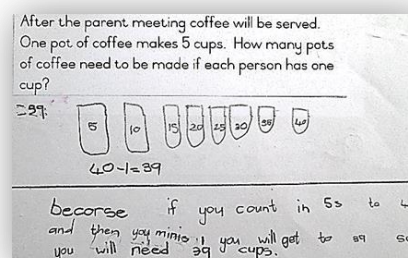 After the parent meeting coffee will be served.
One pot of coffee makes 5 cups. How many pots
of coffee need to be made if each person has one
cup?
=39
5 10 15 20 25 30 35 40
40-1=39
becorse if you count in 5s to 4
and then you minis 1 you will get to 39 so
you will need 39 cups.